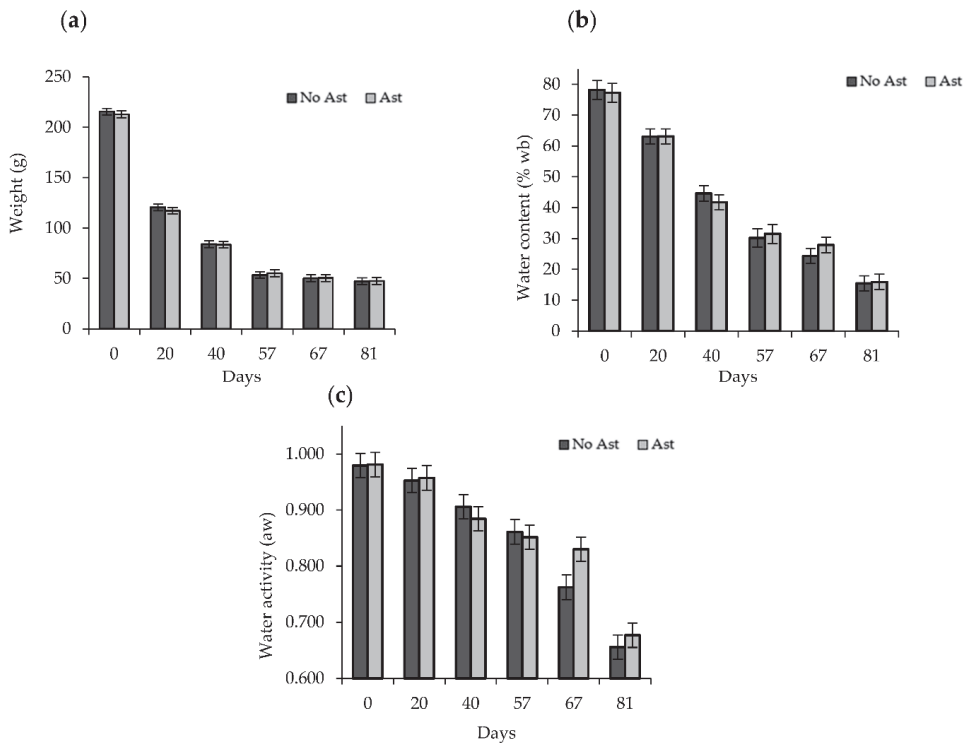 (a)
250
200
150
100
50
0
Weight (g)
No Ast Ast
0 20 40 57 67 81
Days
(b)
80
70
60
50
40
30
20
10
0
Water content (% wb)
No Ast Ast
0 20 40 57 67 81
Days
(c)
1.000
0.900
0.800
0.700
0.600
Water activity (aw)
No Ast Ast
0 20 40 57 67 81
Days